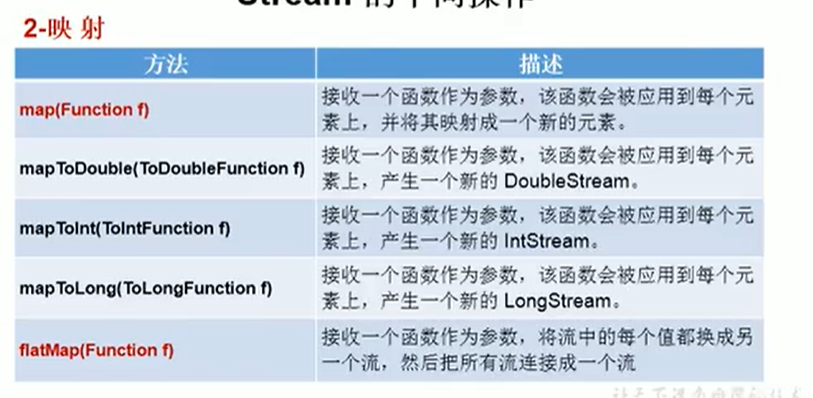 Stream 的中间操作
2-映 射
方法
描述
map(Function f)
接收一个函数作为参数，该函数会被应用到每个元
素上，并将其映射成一个新的元素。
mapToDouble(ToDoubleFunction f)
接收一个函数作为参数，该函数会被应用到每个元
素上，产生一个新的 DoubleStream。
mapToInt(ToIntFunction f)
接收一个函数作为参数，该函数会被应用到每个元
素上，产生一个新的 IntStream。
mapToLong(ToLongFunction f)
接收一个函数作为参数，该函数会被应用到每个元
素上，产生一个新的 LongStream。
flatMap(Function f)
接收一个函数作为参数，将流中的每个值都换成另
一个流，然后把所有流连接成一个流